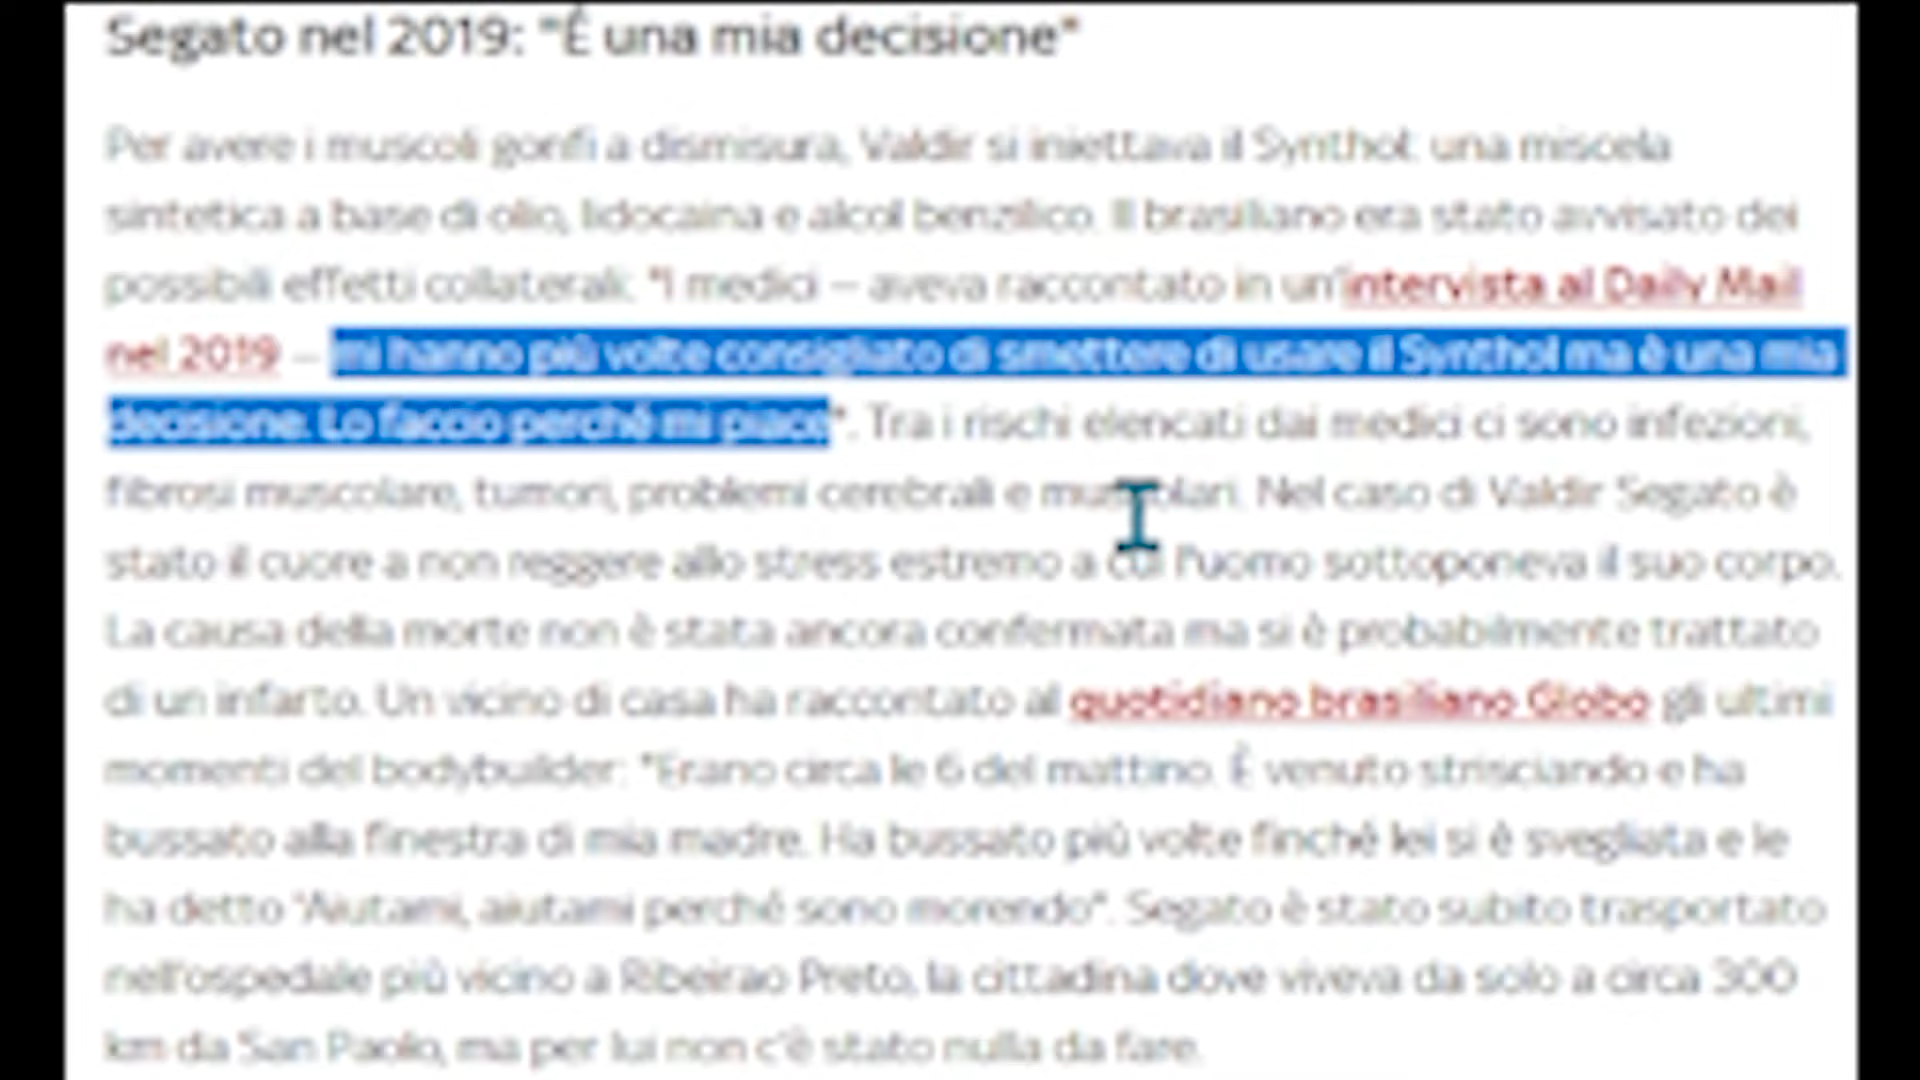 Segato nel 2019: "È una mia decisione"
Per avere i muscoli gonfi a dismisura, Valdir si iniettava il Synthol: una miscela
sintetica a base di olio, lidocaina e alcol benzilico. Il brasiliano era stato avvisato dei
possibili effetti collaterali: "I medici – aveva raccontato in un'intervista al Daily Mail
nel 2019 – mi hanno più volte consigliato di smettere di usare il Synthol ma è una mia
decisione. Lo faccio perché mi piace". Tra i rischi elencati dai medici ci sono infezioni,
fibrosi muscolare, tumori, problemi cerebrali e muscolari. Nel caso di Valdir Segato è
stato il cuore a non reggere allo stress estremo a cui l'uomo sottoponeva il suo corpo.
La causa della morte non è stata ancora confermata ma si è probabilmente trattato
di un infarto. Un vicino di casa ha raccontato al quotidiano brasiliano Globo gli ultimi
momenti del bodybuilder: "Erano circa le 6 del mattino. È venuto strisciando e ha
bussato alla finestra di mia madre. Ha bussato più volte finché lei si è svegliata e le
ha detto 'Aiutami, aiutami perché sono morendo". Segato è stato subito trasportato
nell'ospedale più vicino a Ribeirao Preto, la cittadina dove viveva da solo a circa 300
km da San Paolo, ma per lui non c'è stato nulla da fare.